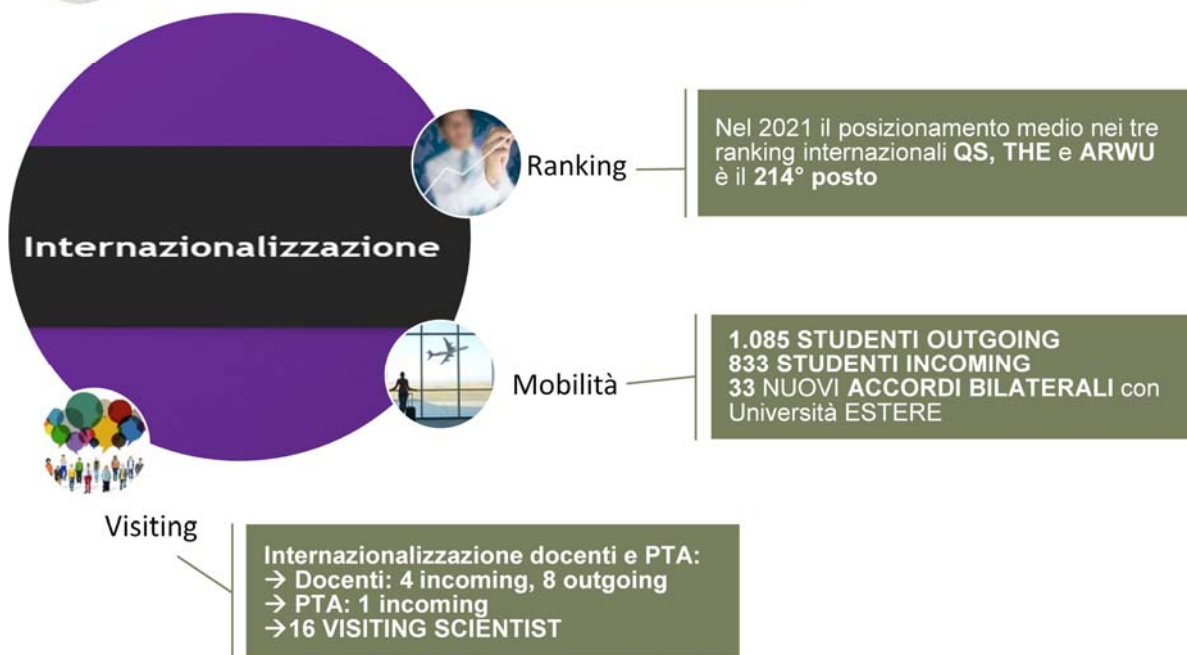 Internazionalizzazione
Ranking
Nel 2021 il posizionamento medio nei tre
ranking internazionali QS, THE e ARWU
è il 214° posto
Mobilità
1.085 STUDENTI OUTGOING
833 STUDENTI INCOMING
33 NUOVI ACCORDI BILATERALI con
Università ESTERE
Visiting
Internazionalizzazione docenti e PTA:
→ Docenti: 4 incoming, 8 outgoing
→ PTA: 1 incoming
→16 VISITING SCIENTIST